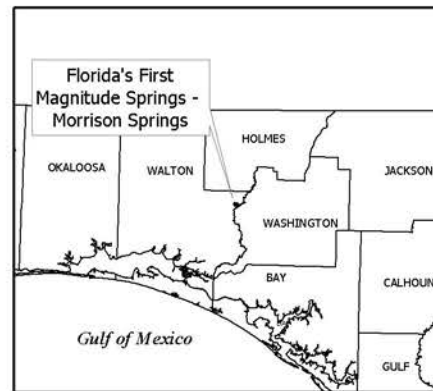 Florida's First
Magnitude Springs -
Morrison Springs
HOLMES
OKALOOSA
WALTON
JACKSON
WASHINGTON
BAY
CALHOUN
Gulf of Mexico
GULF